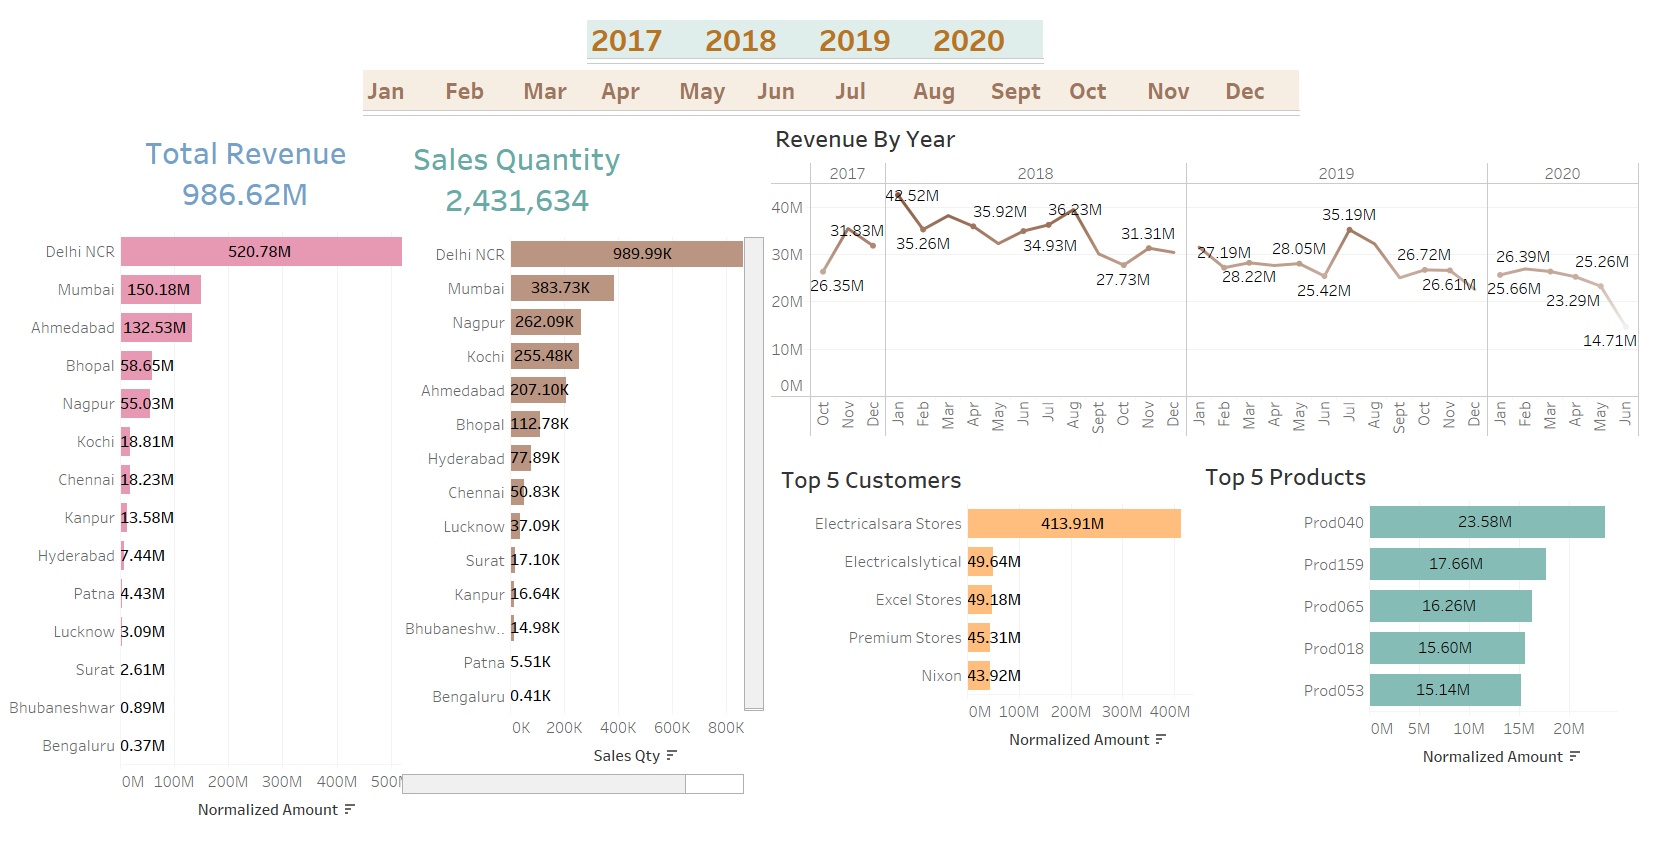 2017 2018 2019 2020
Jan Feb Mar Apr May Jun Jul Aug Sept Oct Nov Dec
Total Revenue
986.62M
Delhi NCR 520.78M
Mumbai 150.18M
Ahmedabad 132.53M
Bhopal 58.65M
Nagpur 55.03M
Kochi 18.81M
Chennai 18.23M
Kanpur 13.58M
Hyderabad 7.44M
Patna 4.43M
Lucknow 3.09M
Surat 2.61M
Bhubaneshwar 0.89M
Bengaluru 0.37M
0M 100M 200M 300M 400M 500M
Normalized Amount
Sales Quantity
2,431,634
Delhi NCR 989.99K
Mumbai 383.73K
Nagpur 262.09K
Kochi 255.48K
Ahmedabad 207.10K
Bhopal 112.78K
Hyderabad 77.89K
Chennai 50.83K
Lucknow 37.09K
Surat 17.10K
Kanpur 16.64K
Bhubaneshw.. 14.98K
Patna 5.51K
Bengaluru 0.41K
0K 200K 400K 600K 800K
Sales Qty
Revenue By Year
2017 2018 2019 2020
40M
30M
20M
10M
0M
26.35M 31.83M 42.52M 35.26M 35.92M 34.93M 36.23M 27.73M 31.31M 27.19M 28.22M 28.05M 25.42M 35.19M 26.72M 26.61M 25.66M 26.39M 23.29M 25.26M 14.71M
Oct Nov Dec Jan Feb Mar Apr May Jun Jul Aug Sept Oct Nov Dec Jan Feb Mar Apr May Jun Jul Aug Sept Oct Nov Dec Jan Feb Mar Apr May Jun
Top 5 Customers
Electricalsara Stores 413.91M
Electricalslytical 49.64M
Excel Stores 49.18M
Premium Stores 45.31M
Nixon 43.92M
0M 100M 200M 300M 400M
Normalized Amount
Top 5 Products
Prod040 23.58M
Prod159 17.66M
Prod065 16.26M
Prod018 15.60M
Prod053 15.14M
0M 5M 10M 15M 20M
Normalized Amount